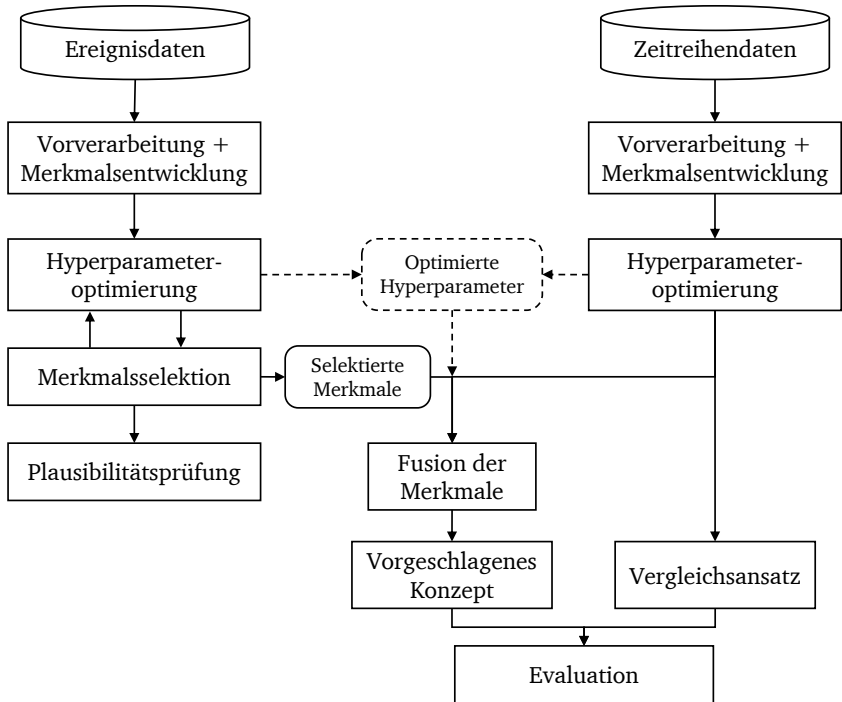 Ereignisdaten
Zeitreihendaten
Vorverarbeitung +
Merkmalsentwicklung
Vorverarbeitung +
Merkmalsentwicklung
Hyperparameter-
optimierung
Optimierte
Hyperparameter
Hyperparameter-
optimierung
Merkmalsselektion
Selektierte
Merkmale
Plausibilitätsprüfung
Fusion der
Merkmale
Vorgeschlagenes
Konzept
Vergleichsansatz
Evaluation